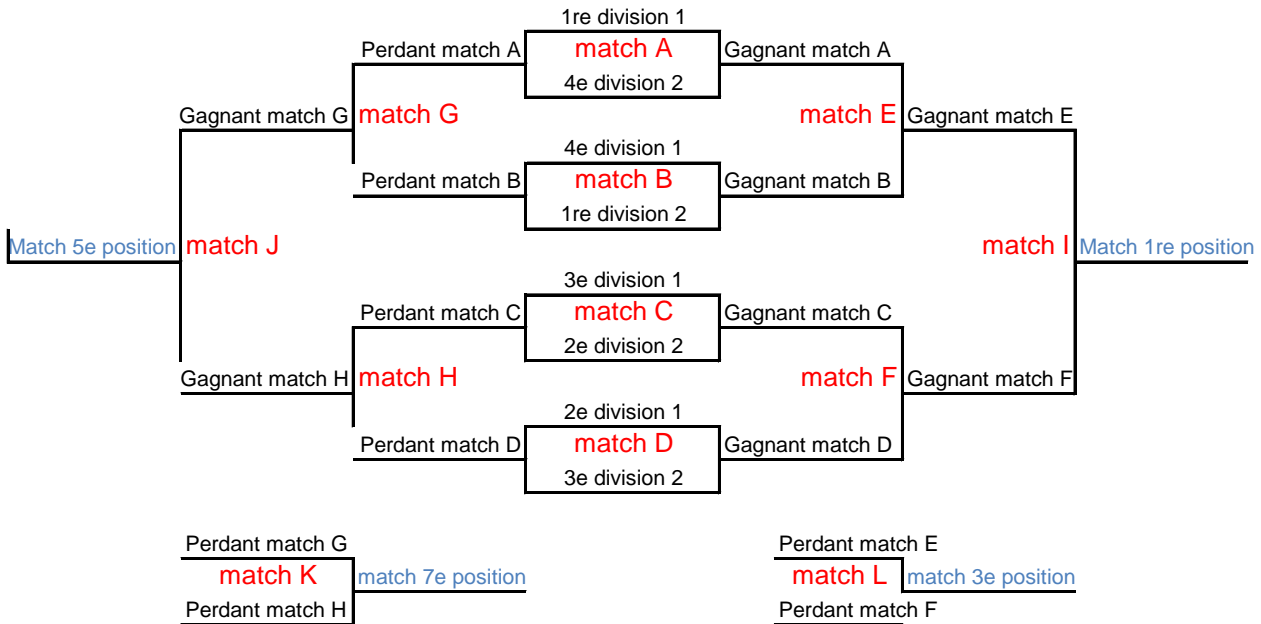 1re division 1
Perdant match A
match A
Gagnant match A
4e division 2
Gagnant match G
match G
match E
Gagnant match E
4e division 1
Perdant match B
match B
Gagnant match B
1re division 2
Match 5e position
match J
match I
Match 1re position
3e division 1
Perdant match C
match C
Gagnant match C
2e division 2
Gagnant match H
match H
match F
Gagnant match F
2e division 1
Perdant match D
match D
Gagnant match D
3e division 2
Perdant match G
Perdant match E
match K
match 7e position
match L
match 3e position
Perdant match H
Perdant match F